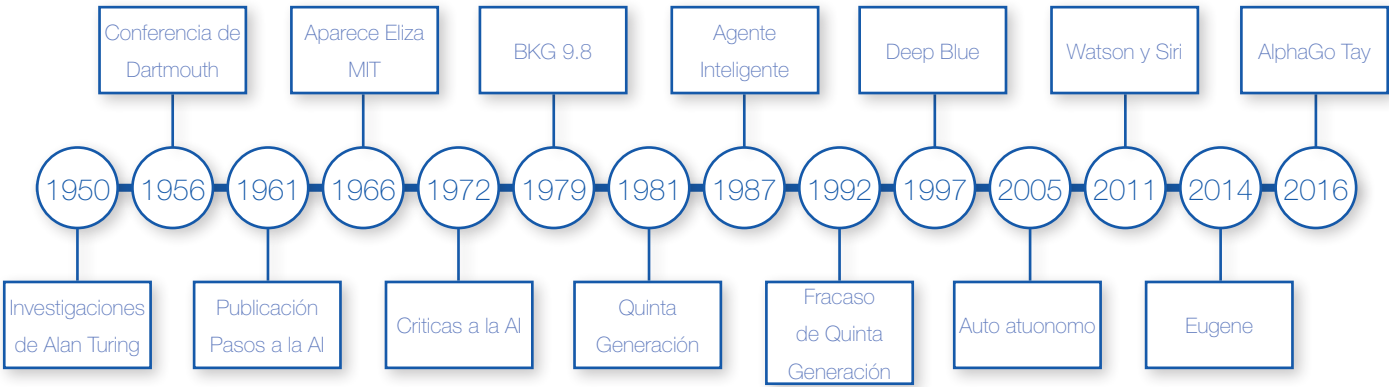 Conferencia de
Dartmouth
Aparece Eliza
MIT
BKG 9.8
Agente
Inteligente
Deep Blue
Watson y Siri
AlphaGo Tay
1950
1956
1961
1966
1972
1979
1981
1987
1992
1997
2005
2011
2014
2016
Investigaciones
de Alan Turing
Publicación
Pasos a la AI
Criticas a la AI
Quinta
Generación
Fracaso
de Quinta
Generación
Auto atuonomo
Eugene